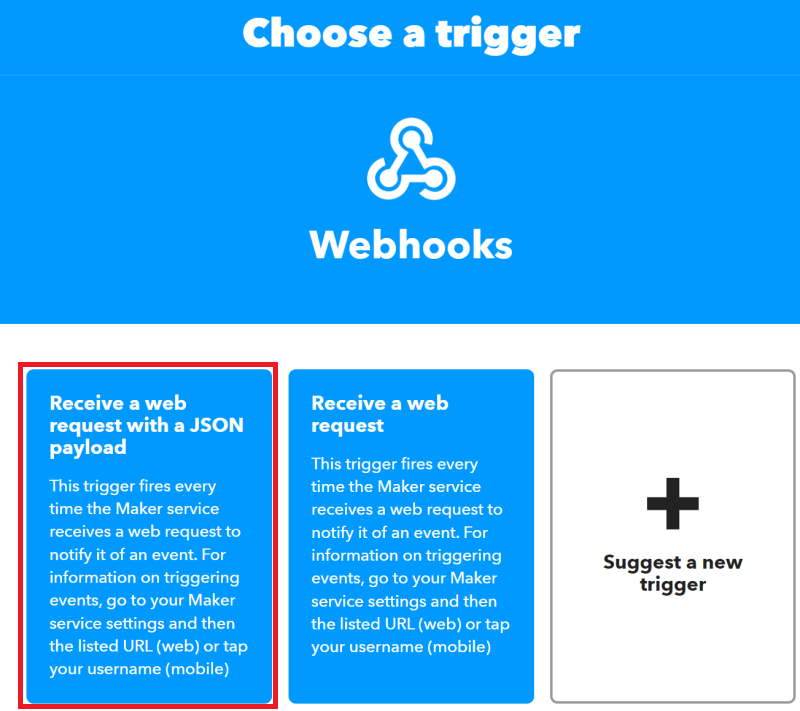 Choose a trigger
Webhooks
Receive a web
request with a JSON
payload
This trigger fires every
time the Maker service
receives a web request to
notify it of an event. For
information on triggering
events, go to your Maker
service settings and then
the listed URL (web) or tap
your username (mobile)
Receive a web
request
This trigger fires every
time the Maker service
receives a web request to
notify it of an event. For
information on triggering
events, go to your Maker
service settings and then
the listed URL (web) or tap
your username (mobile)
Suggest a new
trigger